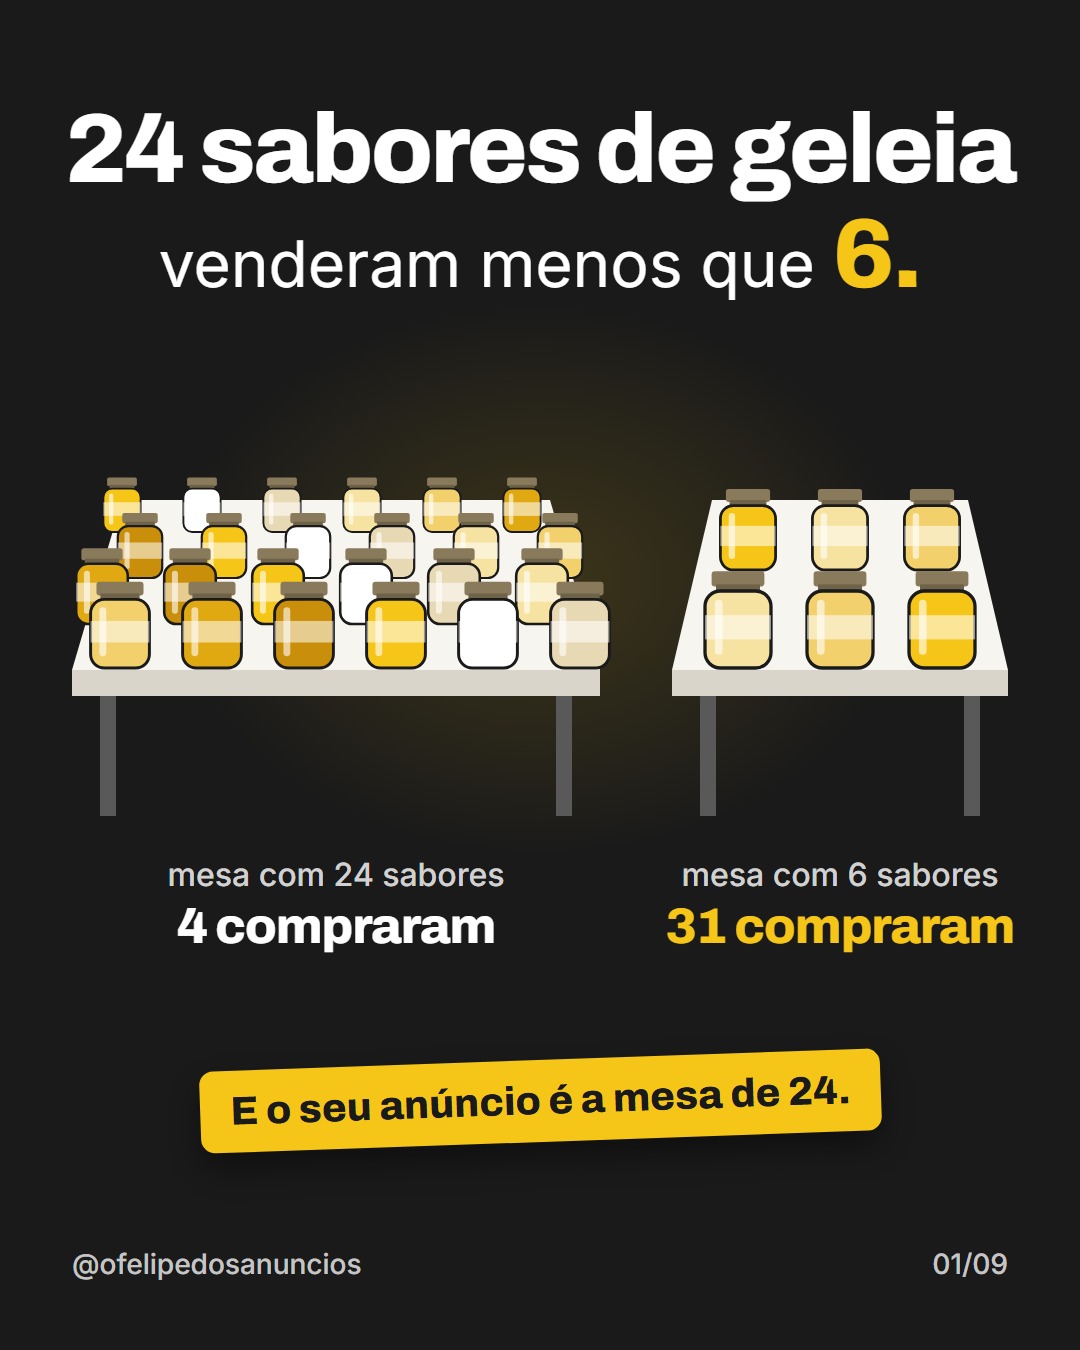 24 sabores de geleia
venderam menos que 6.
mesa com 24 sabores
4 compraram
mesa com 6 sabores
31 compraram
E o seu anúncio é a mesa de 24.
@ofelipedosanuncios
01/09